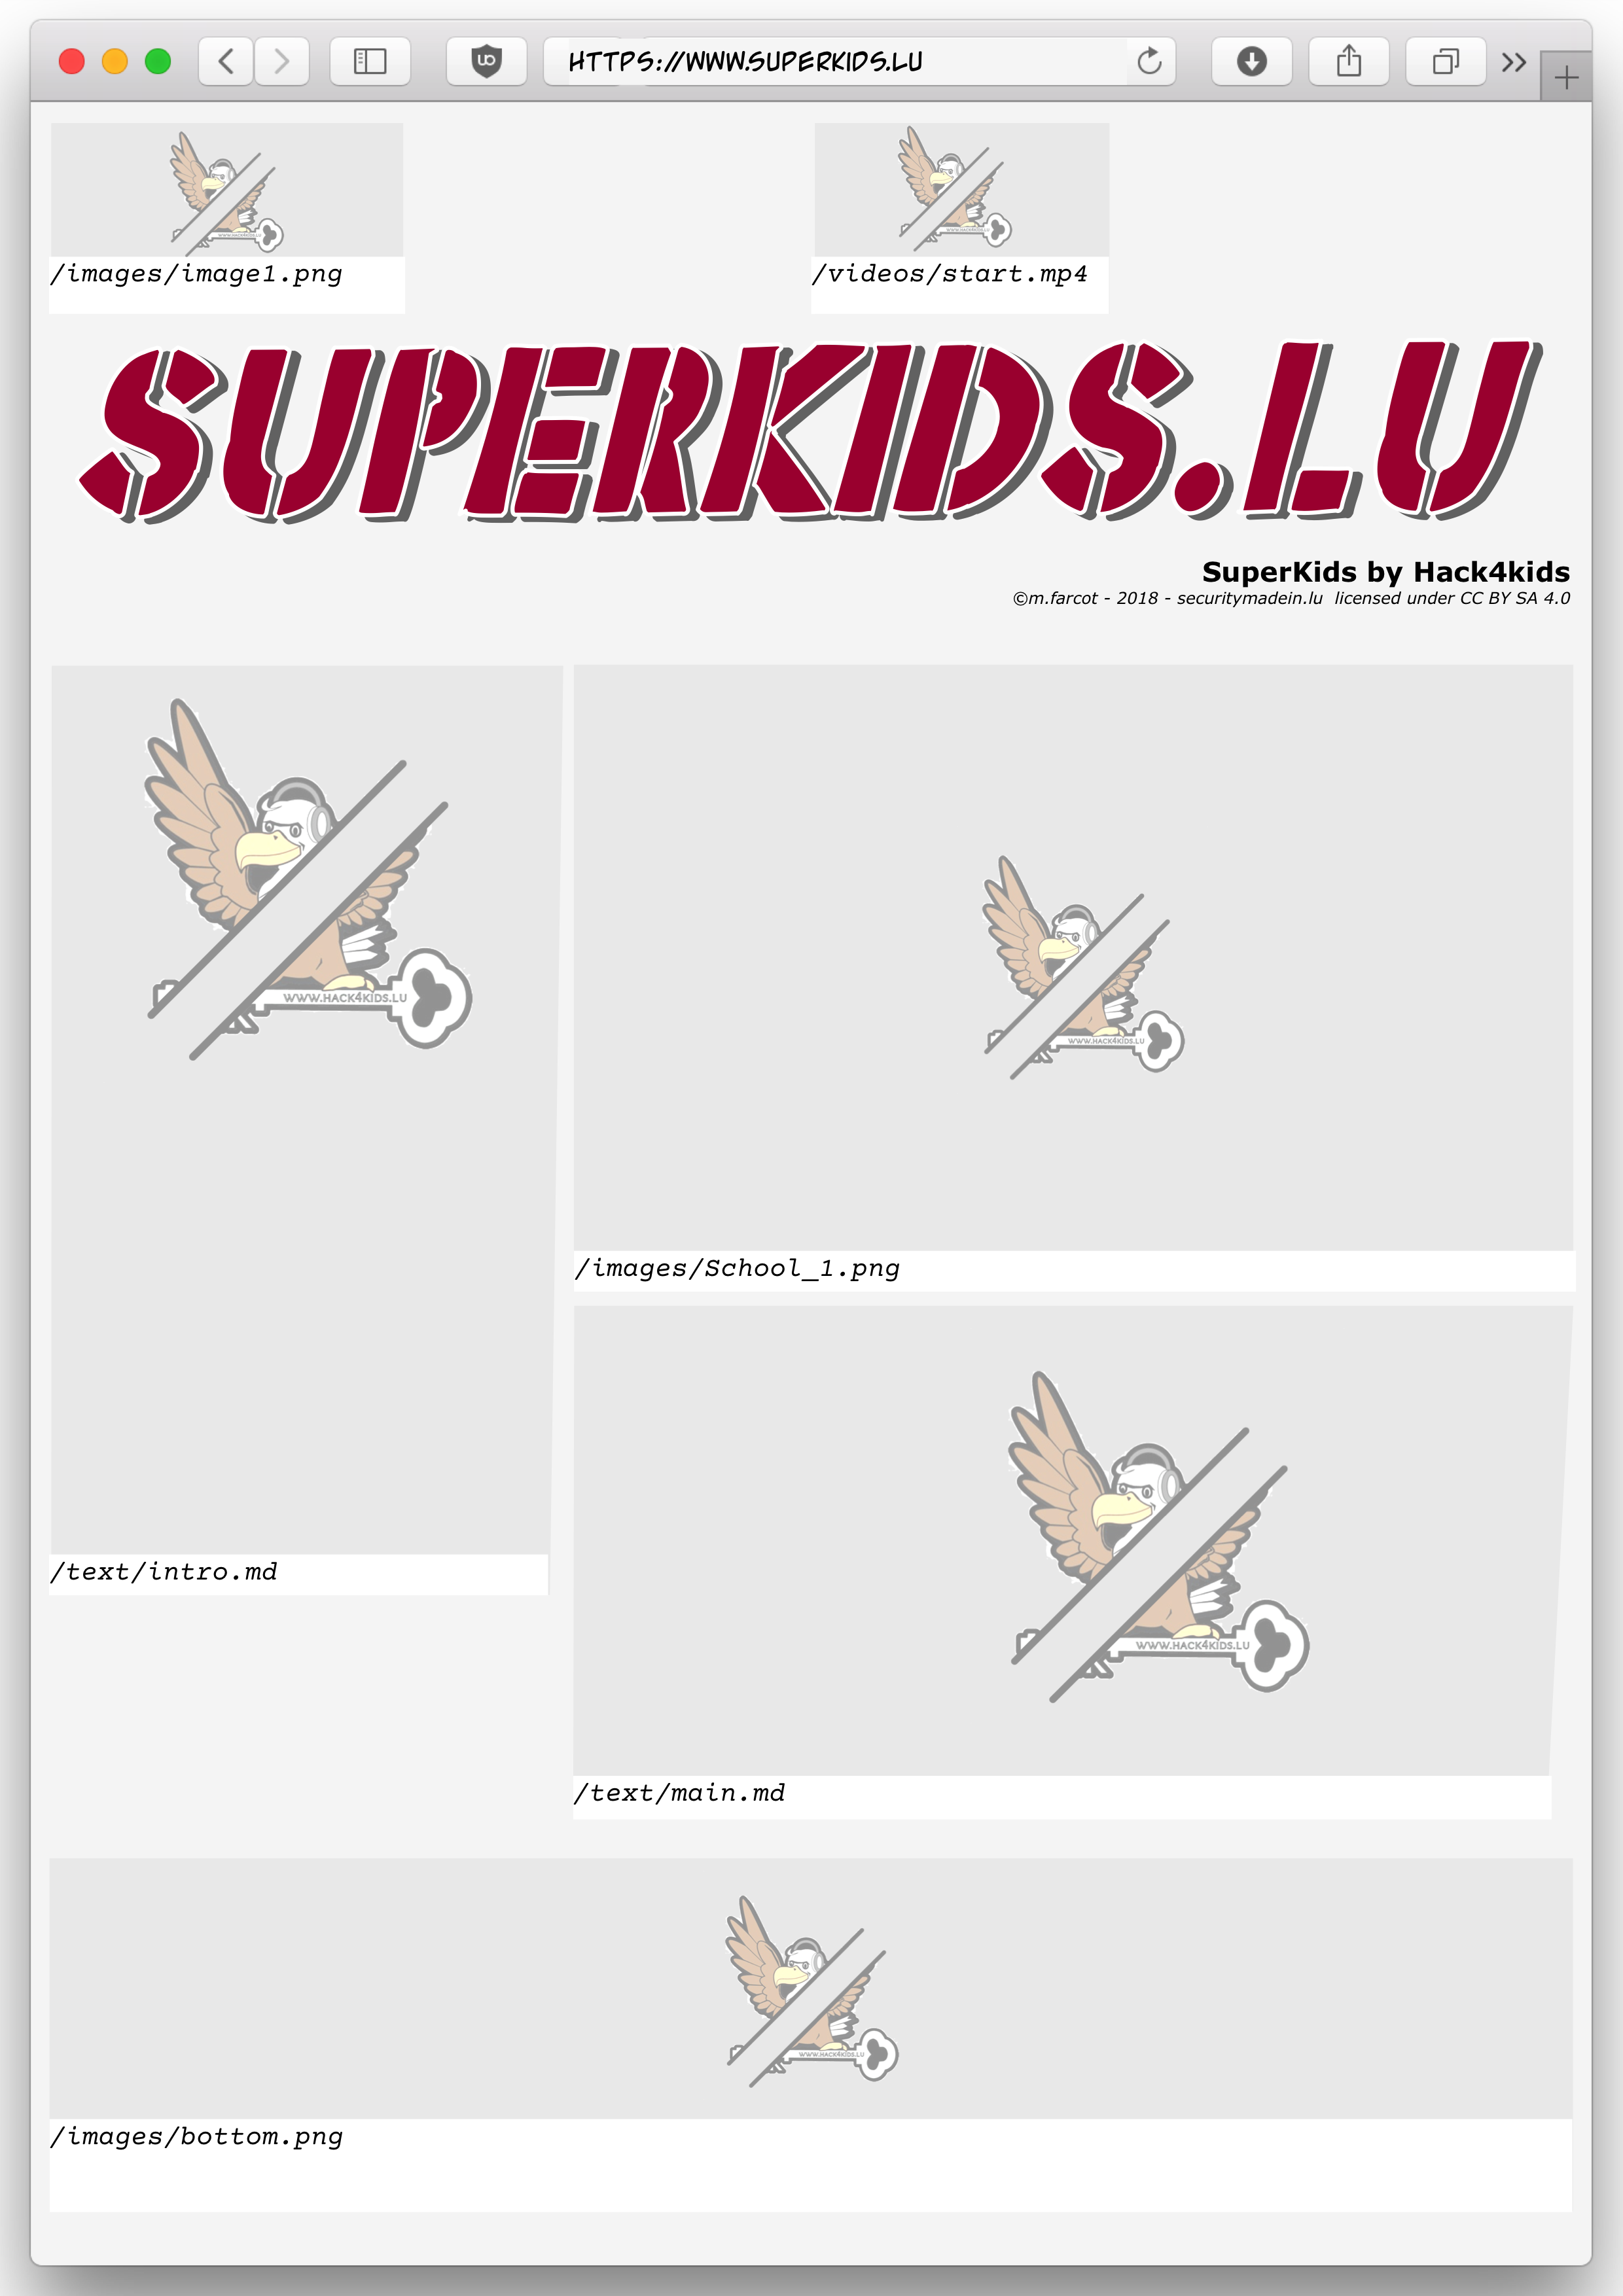 HTTPS://WWW.SUPERKIDS.LU
WWW.HACK4KIDS.LU
WWW.HACK4KIDS.LU
/images/image1.png
/videos/start.mp4
SUPERKIDS.LU
SuperKids by Hack4kids
©m.farcot - 2018 - securitymadein.lu licensed under CC BY SA 4.0
WWW.HACK4KIDS.LU
WWW.HACK4KIDS.LU
/images/School_1.png
/text/intro.md
WWW.HACK4KIDS.LU
/text/main.md
WWW.HACK4KIDS.LU
/images/bottom.png